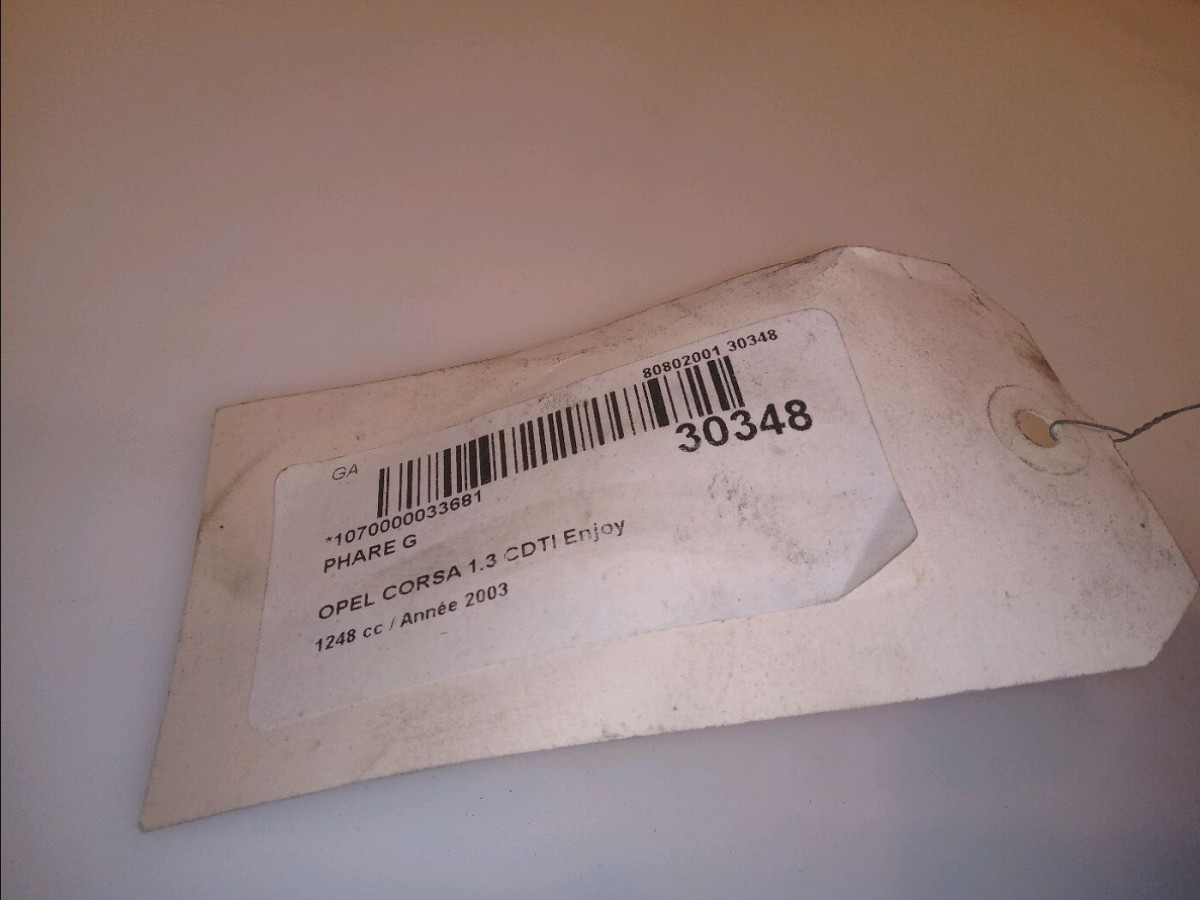 80802001 30348
GA
30348
*1070000033681
PHARE G
OPEL CORSA 1.3 CDTI Enjoy
1248 cc / Année 2003